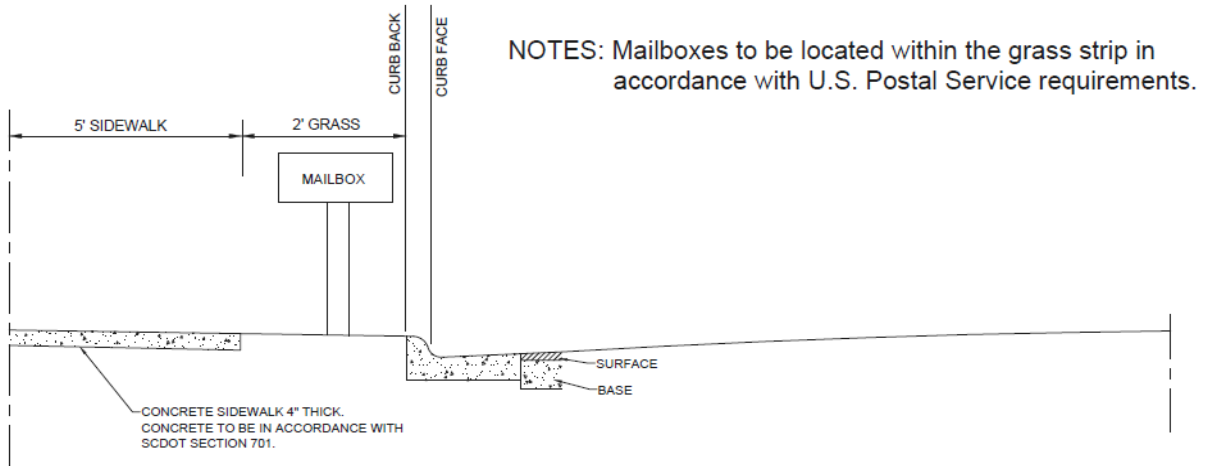 NOTES: Mailboxes to be located within the grass strip in
accordance with U.S. Postal Service requirements.
CURB BACK
CURB FACE
5' SIDEWALK
2' GRASS
MAILBOX
SURFACE
BASE
CONCRETE SIDEWALK 4" THICK.
CONCRETE TO BE IN ACCORDANCE WITH
SCDOT SECTION 701.